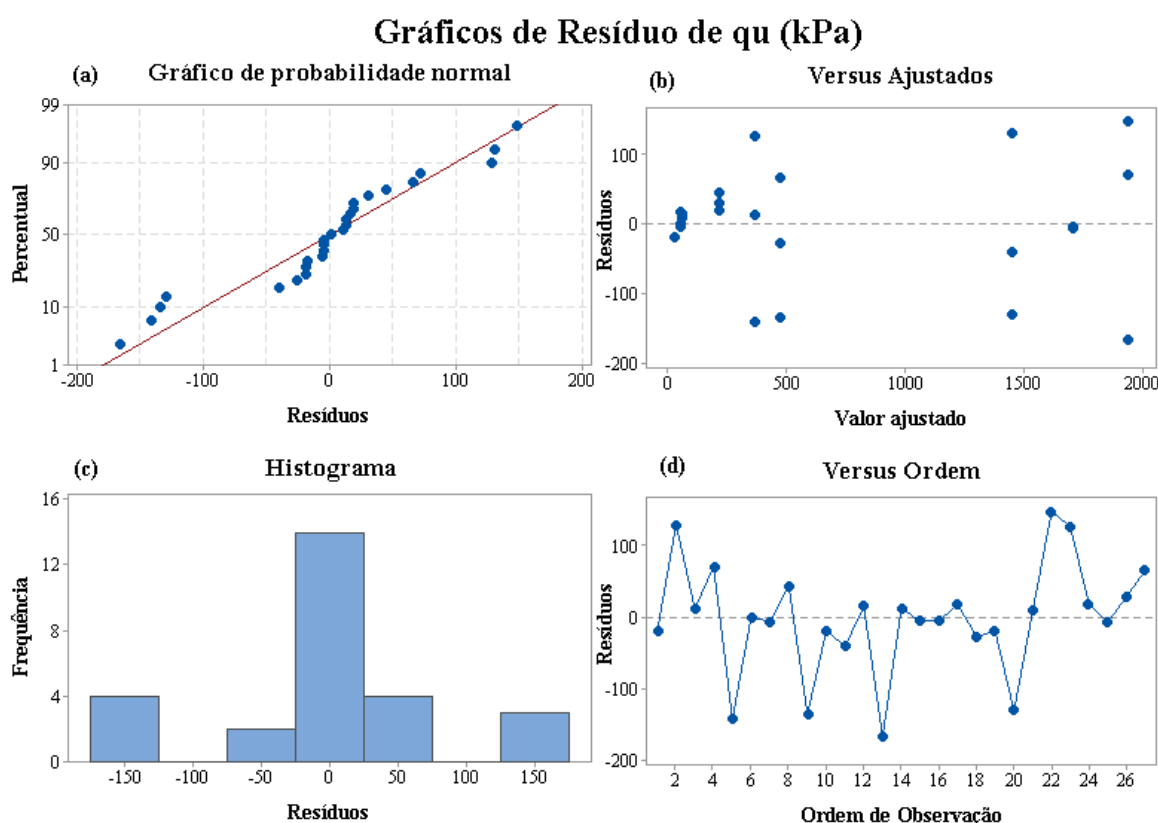 Gráficos de Resíduo de qu (kPa)
(a) Gráfico de probabilidade normal
99
90
50
10
1
Percentual
-200 -100 0 100 200
Resíduos
(b) Versus Ajustados
100
0
-100
-200
Resíduos
0 500 1000 1500 2000
Valor ajustado
(c) Histograma
16
12
8
4
0
Frequência
-150 -100 -50 0 50 100 150
Resíduos
(d) Versus Ordem
100
0
-100
-200
Resíduos
2 4 6 8 10 12 14 16 18 20 22 24 26
Ordem de Observação